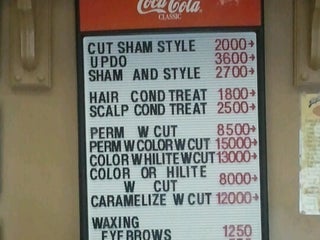 Coca-Cola
CLASSIC
CUT SHAM STYLE 2000+
UPDO 3600+
SHAM AND STYLE 2700+
HAIR COND TREAT 1800+
SCALP COND TREAT 2500+
PERM W CUT 8500+
PERM W COLOR W CUT 15000+
COLOR W HILITE W CUT 13000+
COLOR OR HILITE
W CUT 8000+
CARAMELIZE W CUT 12000+
WAXING
EYEBROWS 1250